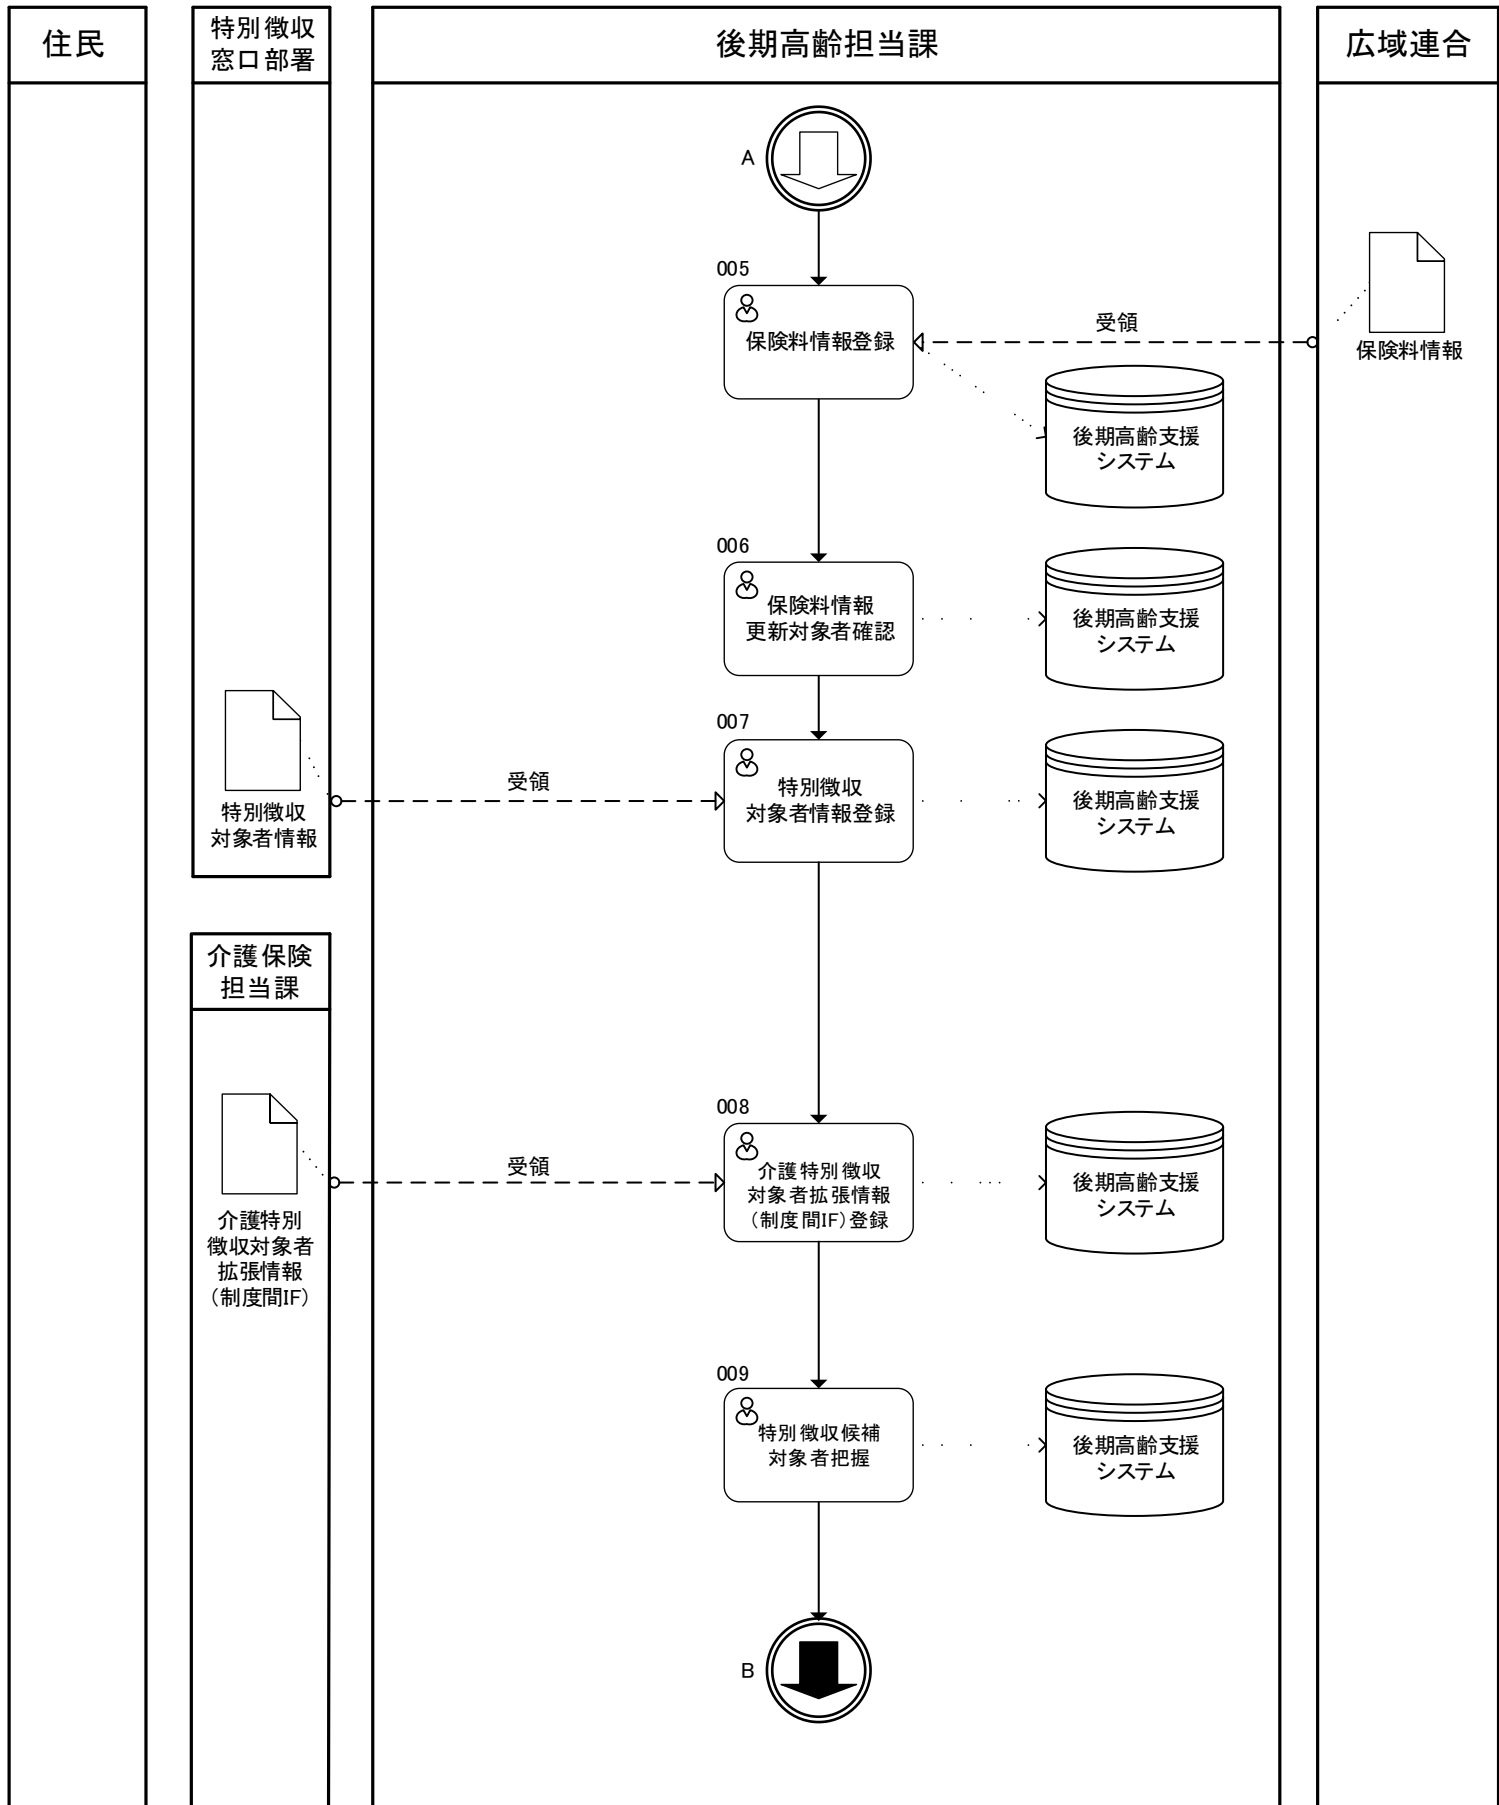 住民
特別徴収
窓口部署
後期高齢担当課
広域連合
A
005
保険料情報登録
受領
保険料情報
後期高齢支援
システム
006
保険料情報
更新対象者確認
後期高齢支援
システム
007
特別徴収
対象者情報登録
受領
特別徴収
対象者情報
後期高齢支援
システム
介護保険
担当課
008
介護特別徴収
対象者拡張情報
(制度間IF)登録
受領
介護特別
徴収対象者
拡張情報
(制度間IF)
後期高齢支援
システム
009
特別徴収候補
対象者把握
後期高齢支援
システム
B